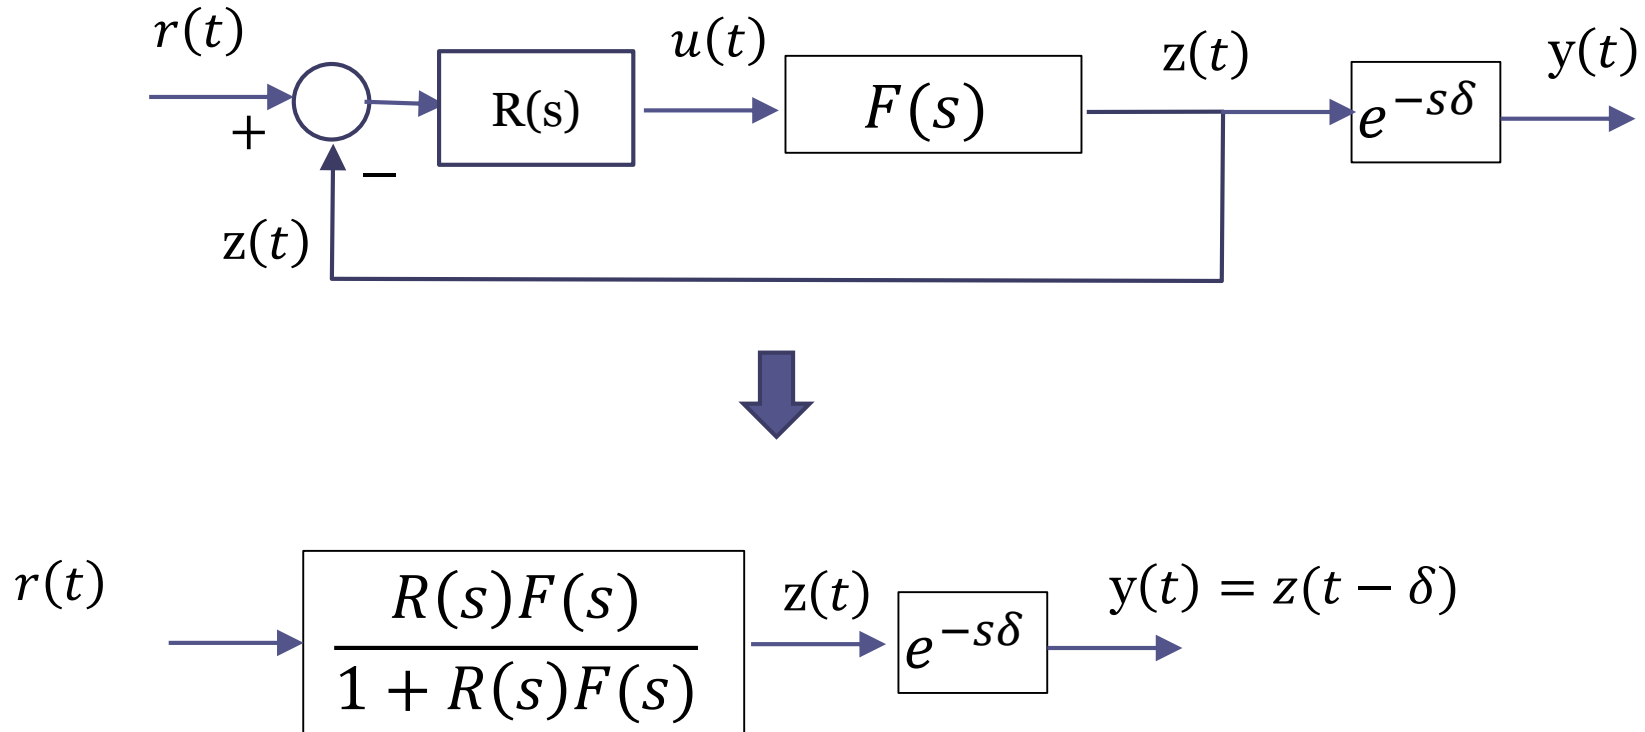 r(t)
u(t)
z(t)
y(t)
R(s)
F(s)
e^{−sδ}
+
−
z(t)
r(t)
R(s)F(s)
1 + R(s)F(s)
z(t)
e^{−sδ}
y(t) = z(t − δ)